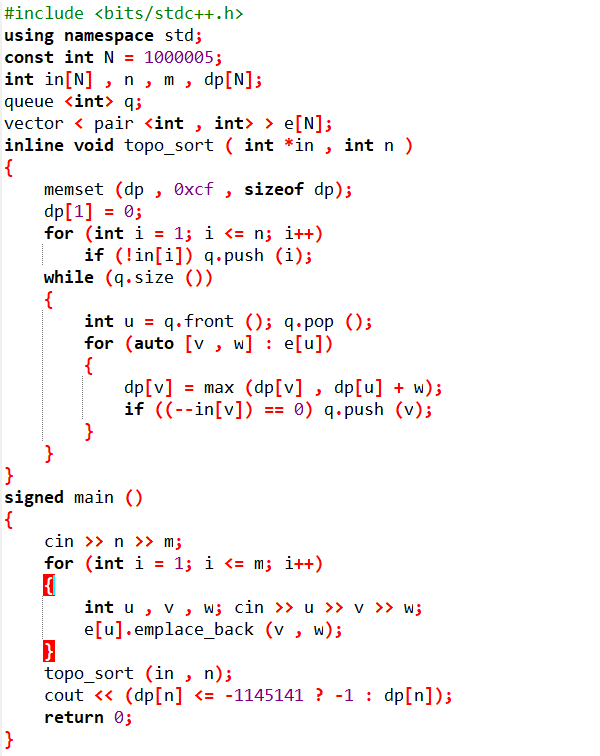 #include <bits/stdc++.h>
using namespace std;
const int N = 1000005;
int in[N] , n , m , dp[N];
queue <int> q;
vector < pair <int , int> > e[N];
inline void topo_sort ( int *in , int n )
{
    memset (dp , 0xcf , sizeof dp);
    dp[1] = 0;
    for (int i = 1; i <= n; i++)
        if (!in[i]) q.push (i);
    while (q.size ())
    {
        int u = q.front (); q.pop ();
        for (auto [v , w] : e[u])
        {
            dp[v] = max (dp[v] , dp[u] + w);
            if ((--in[v]) == 0) q.push (v);
        }
    }
}
signed main ()
{
    cin >> n >> m;
    for (int i = 1; i <= m; i++)
    {
        int u , v , w; cin >> u >> v >> w;
        e[u].emplace_back (v , w);
    }
    topo_sort (in , n);
    cout << (dp[n] <= -1145141 ? -1 : dp[n]);
    return 0;
}